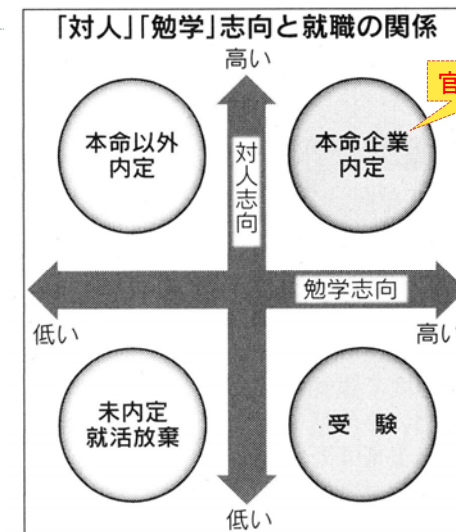 「対人」「勉学」志向と就職の関係
高い
官
本命以外
内定
対人志向
本命企業
内定
勉学志向
低い
高い
未内定
就活放棄
受 験
低い